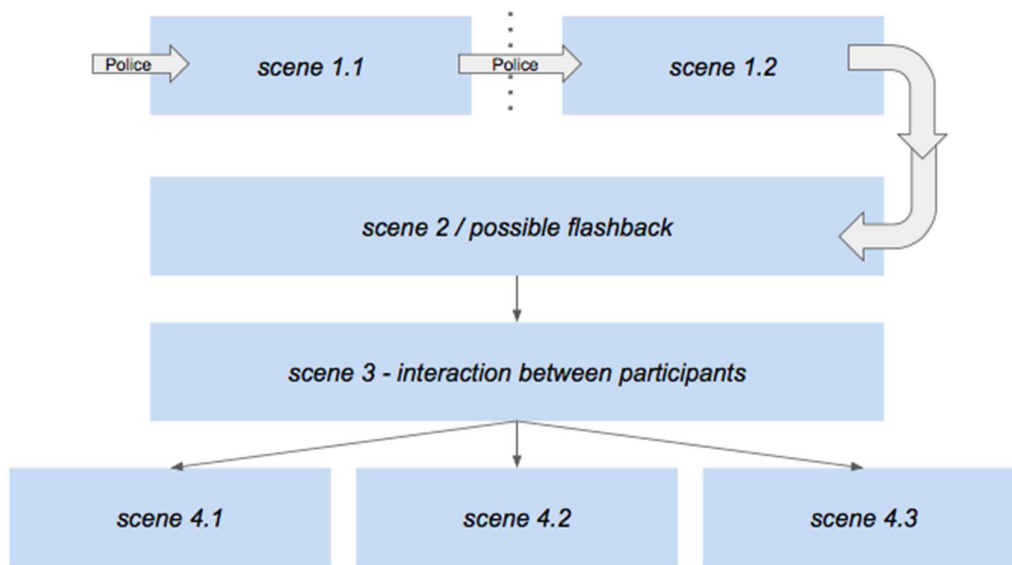 Police
scene 1.1
Police
scene 1.2
scene 2 / possible flashback
scene 3 - interaction between participants
scene 4.1
scene 4.2
scene 4.3